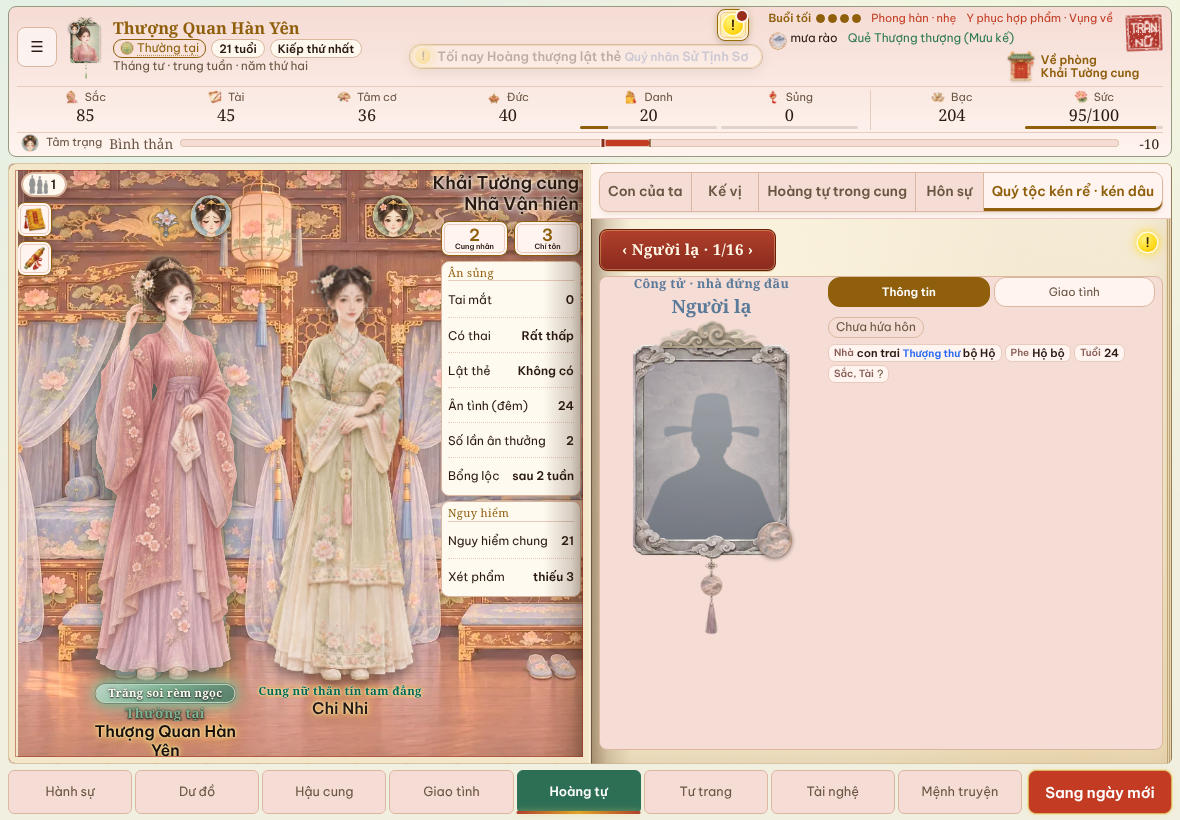 Thượng Quan Hàn Yên
Thường tại
21 tuổi
Kiếp thứ nhất
Tháng tư · trung tuần · năm thứ hai
Tối nay Hoàng thượng lật thẻ Quý nhân Sử Tịnh Sơ
Buổi tối
Phong hàn · nhẹ
Y phục hợp phẩm · Vụng về
mưa rào
Quẻ Thượng thượng (Mưu kế)
Về phòng
Khải Tường cung
Sắc
85
Tài
45
Tâm cơ
36
Đức
40
Danh
20
Sủng
0
Bạc
204
Sức
95/100
Tâm trạng Bình thản
-10
1
Khải Tường cung
Nhã Vận hiên
2
Cung nhân
3
Chí tôn
Ân sủng
Tai mắt 0
Có thai Rất thấp
Lật thẻ Không có
Ân tình (đêm) 24
Số lần ân thưởng 2
Bổng lộc sau 2 tuần
Nguy hiểm
Nguy hiểm chung 21
Xét phẩm thiếu 3
Trăng soi rèm ngọc
Thường tại
Thượng Quan Hàn
Yên
Cung nữ thân tín tam đẳng
Chi Nhi
Con của ta
Kế vị
Hoàng tự trong cung
Hôn sự
Quý tộc kén rể · kén dâu
‹ Người lạ · 1/16 ›
Công tử · nhà đứng đầu
Người lạ
Thông tin
Giao tình
Chưa hứa hôn
Nhà con trai Thượng thư bộ Hộ
Phe Hộ bộ
Tuổi 24
Sắc, Tài ?
Hành sự
Dư đồ
Hậu cung
Giao tình
Hoàng tự
Tư trang
Tài nghệ
Mệnh truyện
Sang ngày mới